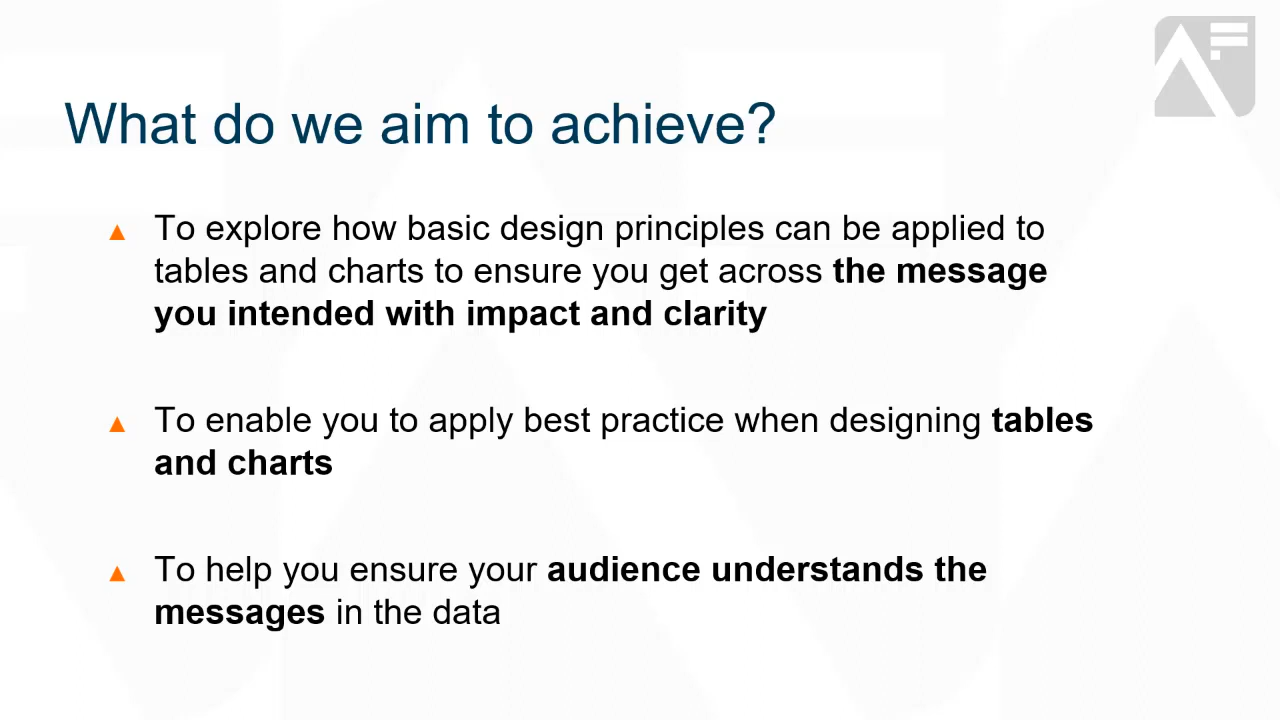 What do we aim to achieve?
To explore how basic design principles can be applied to
tables and charts to ensure you get across the message
you intended with impact and clarity
To enable you to apply best practice when designing tables
and charts
To help you ensure your audience understands the
messages in the data